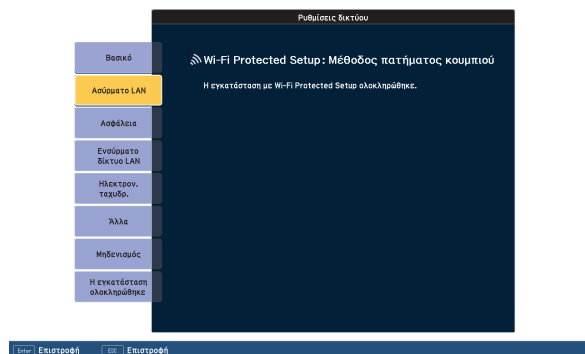 Ρυθμίσεις δικτύου
Βασικό
Ασύρματο LAN
Ασφάλεια
Ενσύρματο
δίκτυο LAN
Ηλεκτρον.
ταχυδρ.
Άλλα
Μηδενισμός
Η εγκατάσταση
ολοκληρώθηκε
Wi-Fi Protected Setup: Μέθοδος πατήματος κουμπιού
Η εγκατάσταση με Wi-Fi Protected Setup ολοκληρώθηκε.
Enter Επιστροφή ESC Επιστροφή